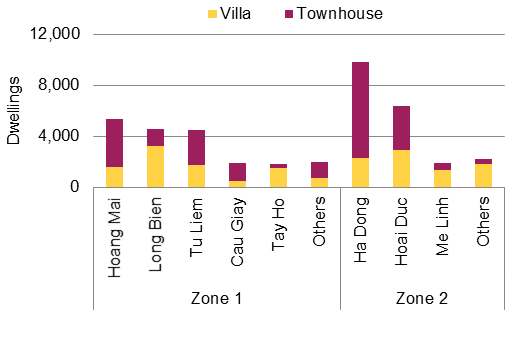 Villa Townhouse
12,000
8,000
4,000
0
Dwellings
Hoang Mai
Long Bien
Tu Liem
Cau Giay
Tay Ho
Others
Ha Dong
Hoai Duc
Me Linh
Others
Zone 1
Zone 2